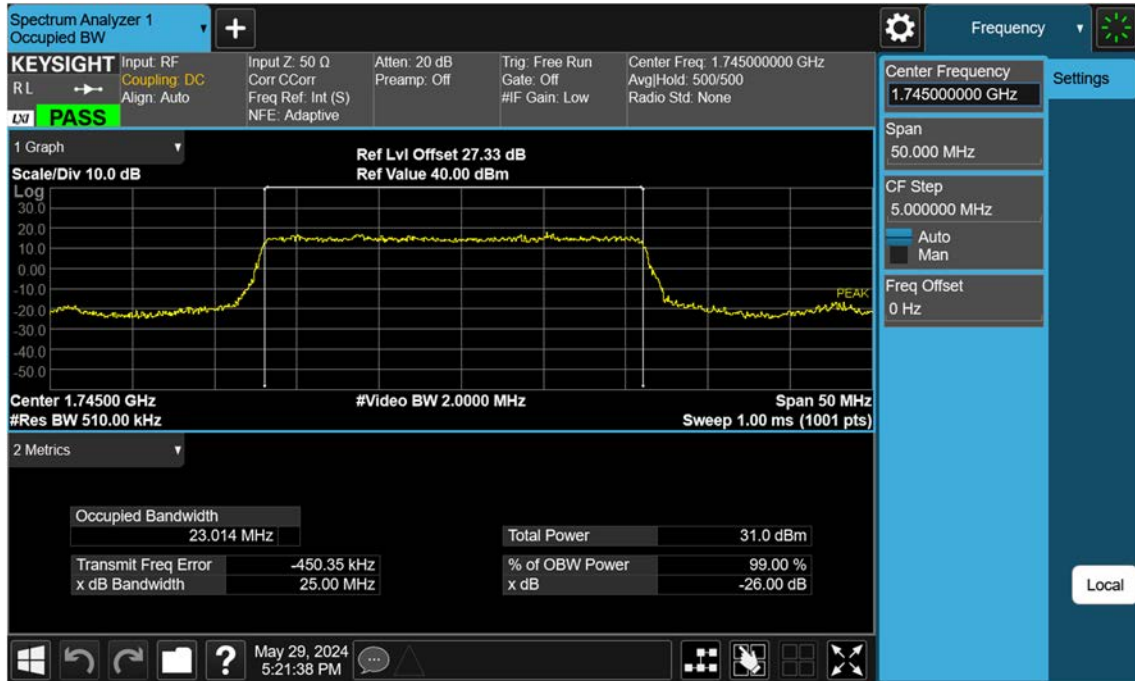 Spectrum Analyzer 1
Occupied BW
Frequency
KEYSIGHT
R L
LXI
PASS
Input: RF
Coupling: DC
Align: Auto
Input Z: 50 Ω
Corr CCorr
Freq Ref: Int (S)
NFE: Adaptive
Atten: 20 dB
Preamp: Off
Trig: Free Run
Gate: Off
#IF Gain: Low
Center Freq: 1.745000000 GHz
Avg|Hold: 500/500
Radio Std: None
Center Frequency
1.745000000 GHz
Settings
Span
50.000 MHz
CF Step
5.000000 MHz
Auto
Man
Freq Offset
0 Hz
Local
1 Graph
Scale/Div 10.0 dB
Ref Lvl Offset 27.33 dB
Ref Value 40.00 dBm
Log
30.0
20.0
10.0
0.00
-10.0
-20.0
-30.0
-40.0
-50.0
PEAK
Center 1.74500 GHz
#Video BW 2.0000 MHz
Span 50 MHz
#Res BW 510.00 kHz
Sweep 1.00 ms (1001 pts)
2 Metrics
Occupied Bandwidth
23.014 MHz
Total Power 31.0 dBm
Transmit Freq Error -450.35 kHz
% of OBW Power 99.00 %
x dB Bandwidth 25.00 MHz
x dB -26.00 dB
?
May 29, 2024
5:21:38 PM